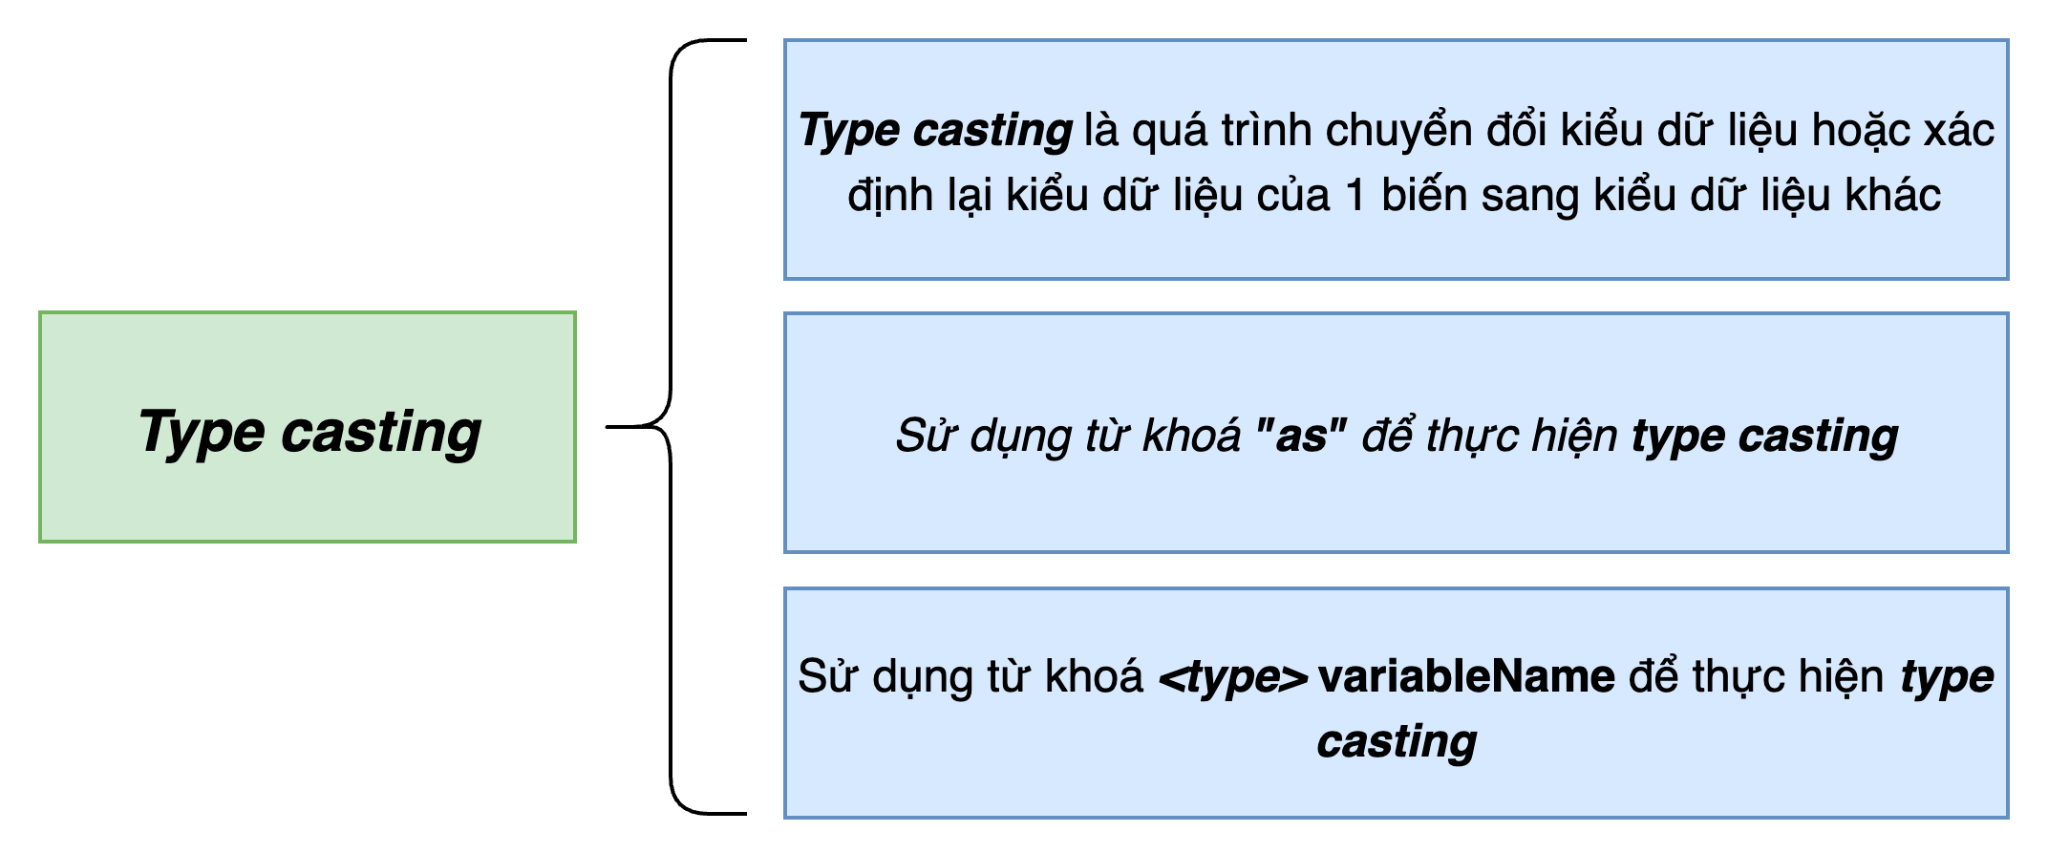 Type casting
Type casting là quá trình chuyển đổi kiểu dữ liệu hoặc xác
định lại kiểu dữ liệu của 1 biến sang kiểu dữ liệu khác
Sử dụng từ khoá "as" để thực hiện type casting
Sử dụng từ khoá <type> variableName để thực hiện type
casting